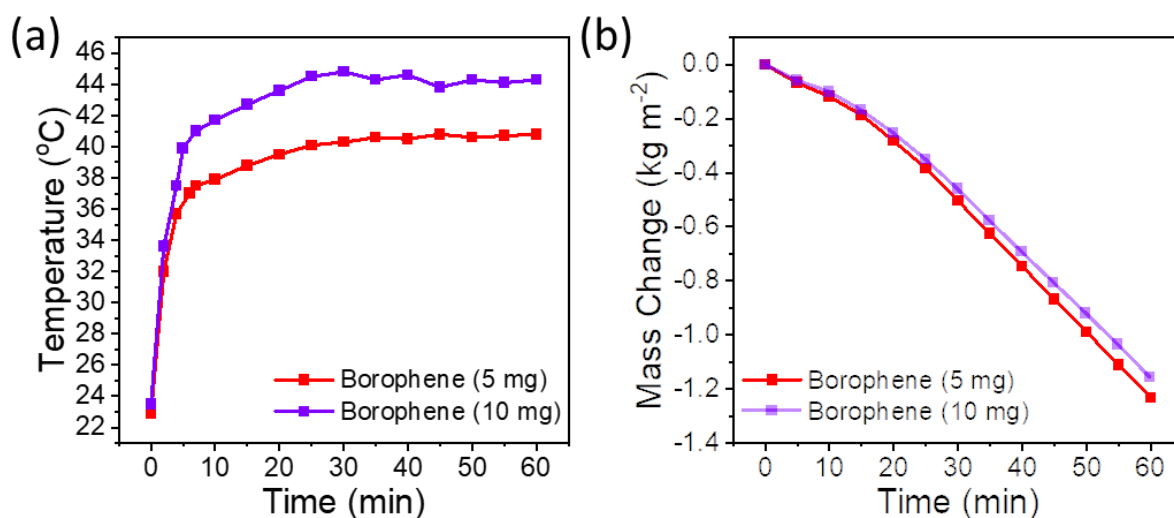 (a)
Temperature (°C)
46
44
42
40
38
36
34
32
30
28
26
24
22
Borophene (5 mg)
Borophene (10 mg)
0 10 20 30 40 50 60
Time (min)
(b)
Mass Change (kg m⁻²)
0.0
-0.2
-0.4
-0.6
-0.8
-1.0
-1.2
-1.4
Borophene (5 mg)
Borophene (10 mg)
0 10 20 30 40 50 60
Time (min)